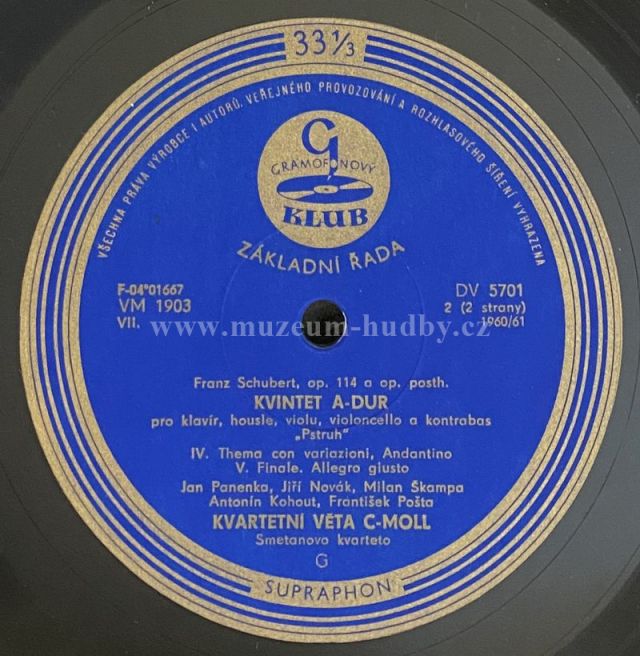 33⅓
VŠECHNA PRÁVA VÝROBCE I AUTORŮ. VEŘEJNÉHO PROVOZOVÁNÍ A ROZHLASOVÉHO ŠÍŘENÍ VYHRAZENA
G
GRAMOFONOVÝ
KLUB
ZÁKLADNÍ ŘADA
F-04*01667
VM 1903
VII.
DV 5701
2 (2 strany)
1960/61
www.muzeum-hudby.cz
Franz Schubert, op. 114 a op. posth.
KVINTET A-DUR
pro klavír, housle, violu, violoncello a kontrabas
„Pstruh"
IV. Thema con variazioni, Andantino
V. Finale. Allegro giusto
Jan Panenka, Jiří Novák, Milan Škampa
Antonín Kohout, František Pošta
KVARTETNÍ VĚTA C-MOLL
Smetanovo kvarteto
G
SUPRAPHON